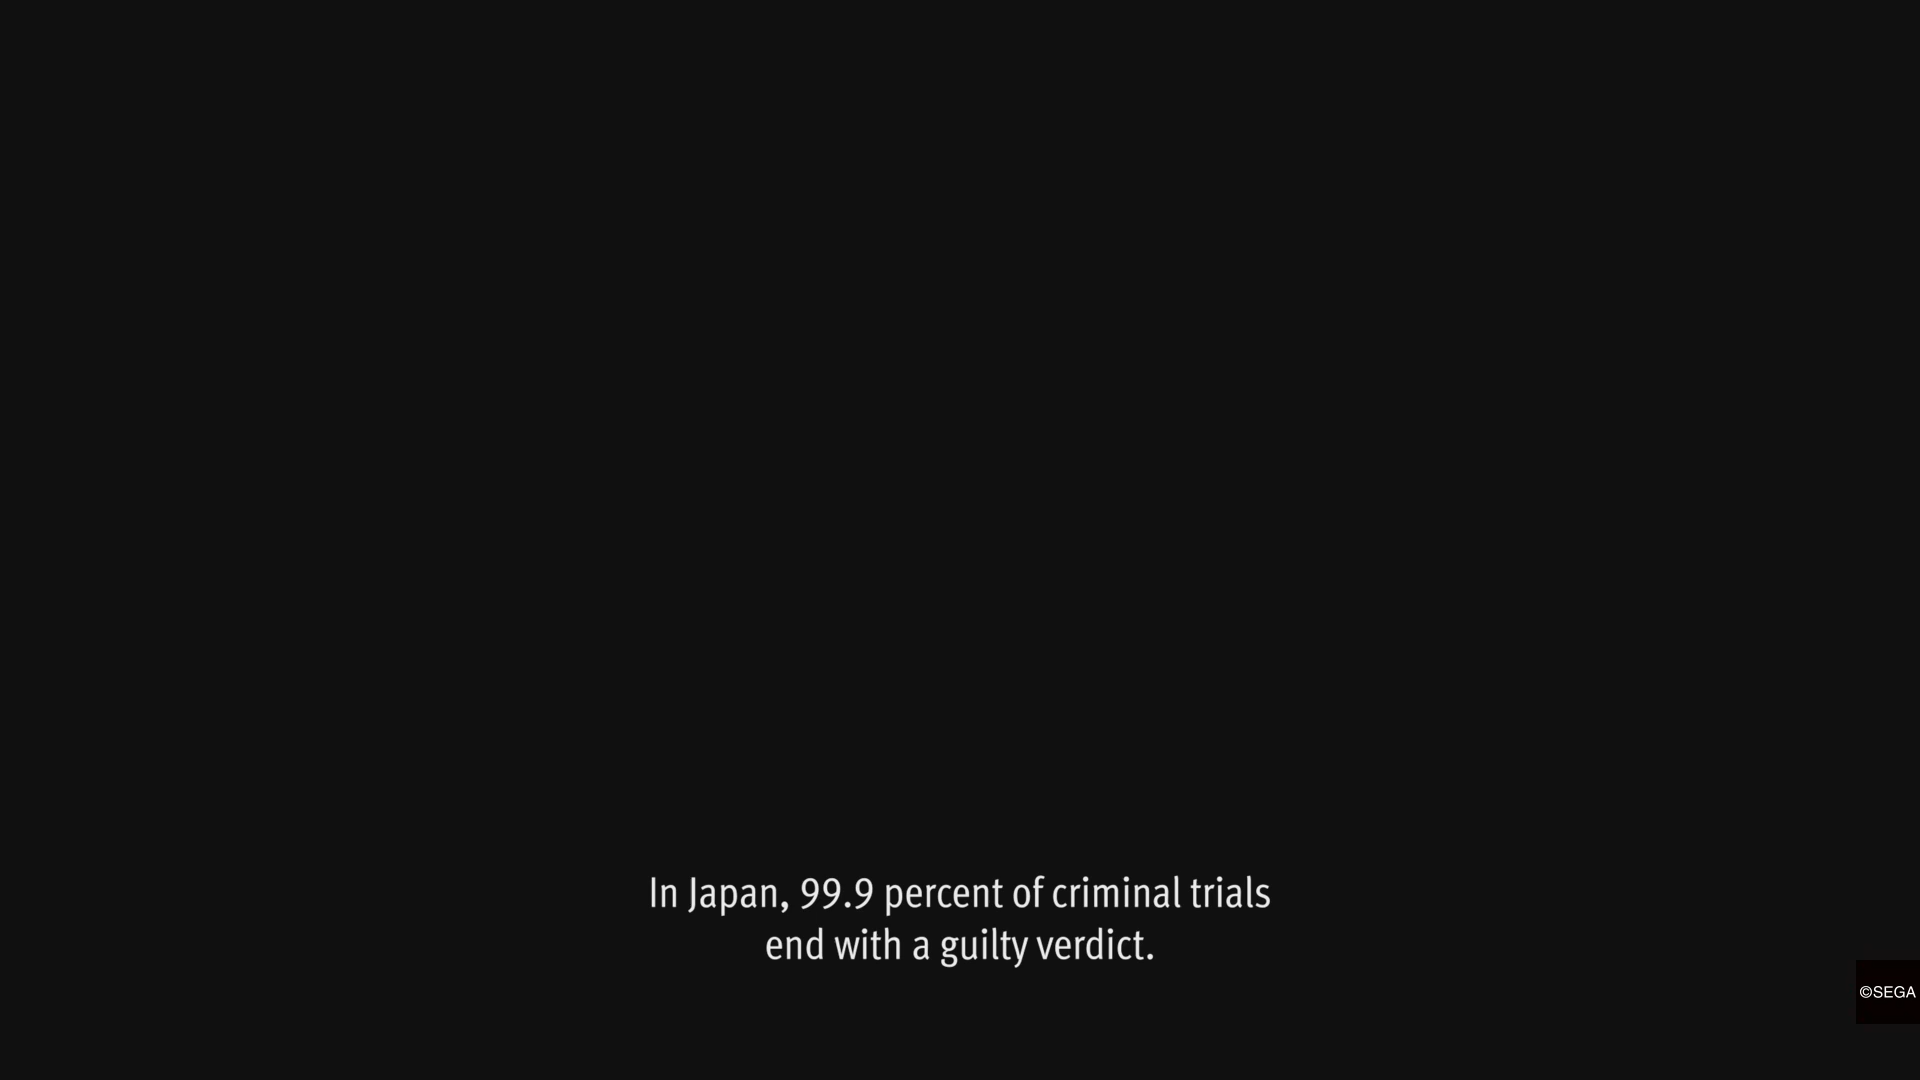 In Japan, 99.9 percent of criminal trials
end with a guilty verdict.
©SEGA